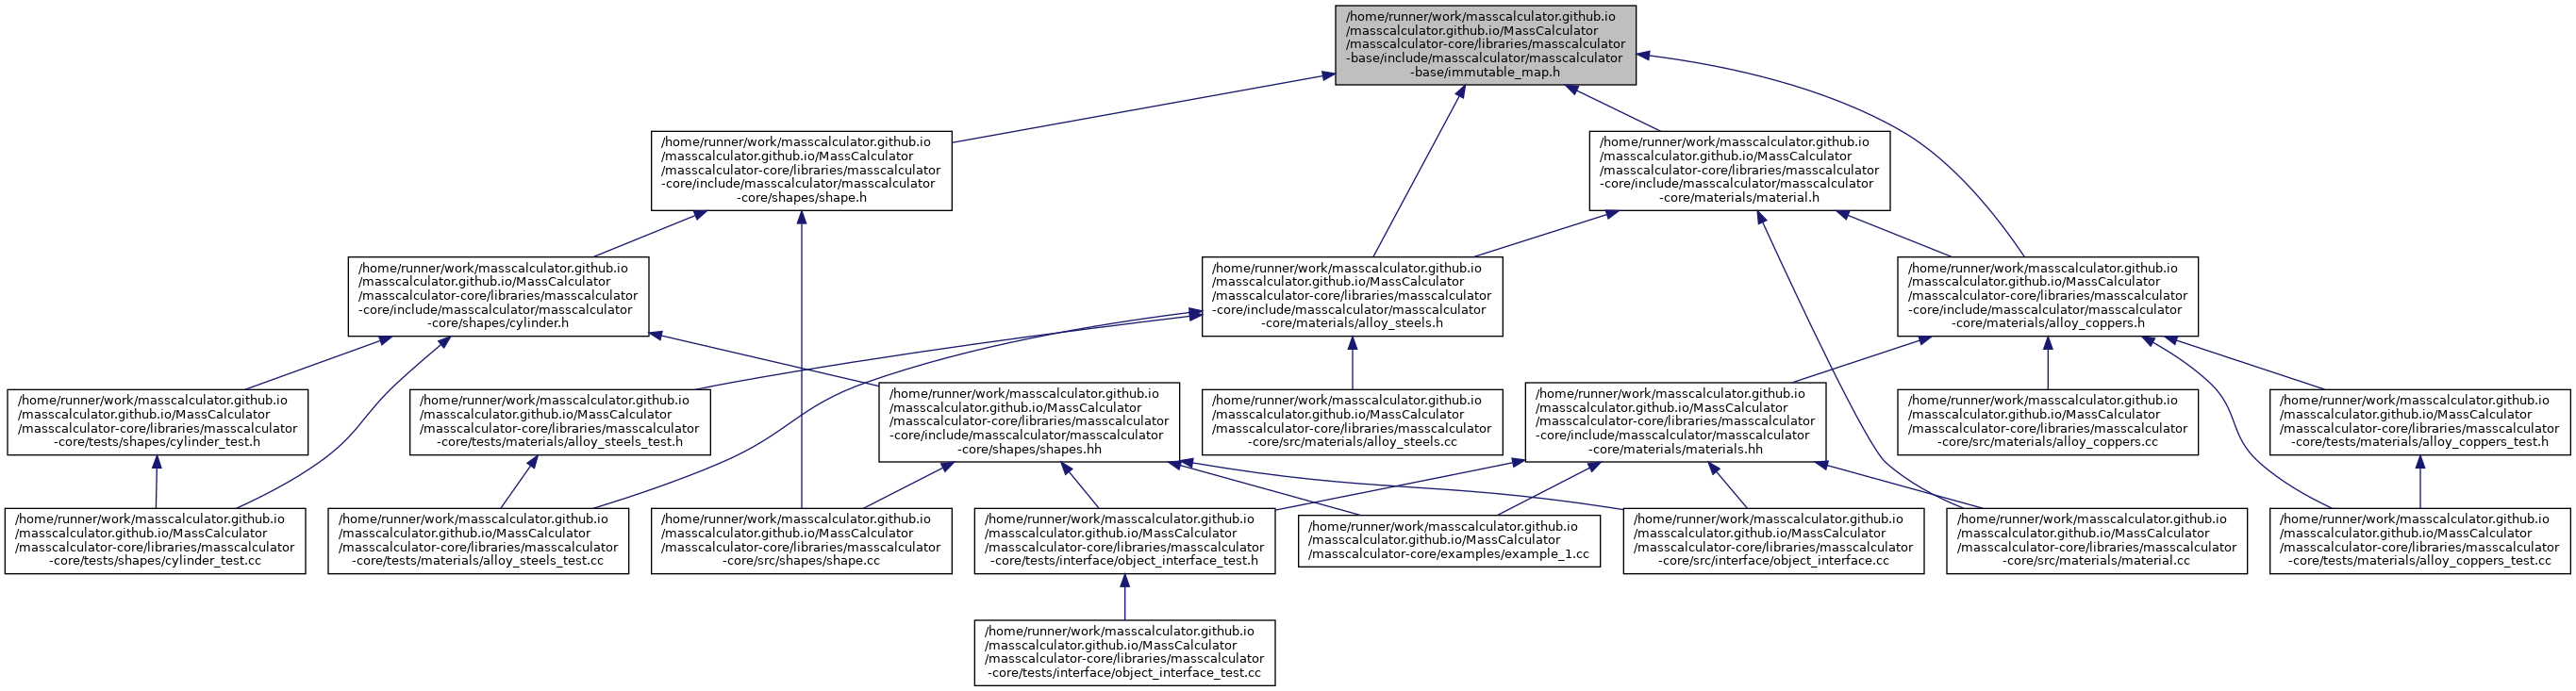 /home/runner/work/masscalculator.github.io
/masscalculator.github.io/MassCalculator
/masscalculator-core/libraries/masscalculator
-base/include/masscalculator/masscalculator
-base/immutable_map.h
/home/runner/work/masscalculator.github.io
/masscalculator.github.io/MassCalculator
/masscalculator-core/libraries/masscalculator
-core/include/masscalculator/masscalculator
-core/shapes/shape.h
/home/runner/work/masscalculator.github.io
/masscalculator.github.io/MassCalculator
/masscalculator-core/libraries/masscalculator
-core/include/masscalculator/masscalculator
-core/materials/material.h
/home/runner/work/masscalculator.github.io
/masscalculator.github.io/MassCalculator
/masscalculator-core/libraries/masscalculator
-core/include/masscalculator/masscalculator
-core/shapes/cylinder.h
/home/runner/work/masscalculator.github.io
/masscalculator.github.io/MassCalculator
/masscalculator-core/libraries/masscalculator
-core/include/masscalculator/masscalculator
-core/materials/alloy_steels.h
/home/runner/work/masscalculator.github.io
/masscalculator.github.io/MassCalculator
/masscalculator-core/libraries/masscalculator
-core/include/masscalculator/masscalculator
-core/materials/alloy_coppers.h
/home/runner/work/masscalculator.github.io
/masscalculator.github.io/MassCalculator
/masscalculator-core/libraries/masscalculator
-core/tests/shapes/cylinder_test.h
/home/runner/work/masscalculator.github.io
/masscalculator.github.io/MassCalculator
/masscalculator-core/libraries/masscalculator
-core/tests/materials/alloy_steels_test.h
/home/runner/work/masscalculator.github.io
/masscalculator.github.io/MassCalculator
/masscalculator-core/libraries/masscalculator
-core/include/masscalculator/masscalculator
-core/shapes/shapes.hh
/home/runner/work/masscalculator.github.io
/masscalculator.github.io/MassCalculator
/masscalculator-core/libraries/masscalculator
-core/src/materials/alloy_steels.cc
/home/runner/work/masscalculator.github.io
/masscalculator.github.io/MassCalculator
/masscalculator-core/libraries/masscalculator
-core/include/masscalculator/masscalculator
-core/materials/materials.hh
/home/runner/work/masscalculator.github.io
/masscalculator.github.io/MassCalculator
/masscalculator-core/libraries/masscalculator
-core/src/materials/alloy_coppers.cc
/home/runner/work/masscalculator.github.io
/masscalculator.github.io/MassCalculator
/masscalculator-core/libraries/masscalculator
-core/tests/materials/alloy_coppers_test.h
/home/runner/work/masscalculator.github.io
/masscalculator.github.io/MassCalculator
/masscalculator-core/libraries/masscalculator
-core/tests/shapes/cylinder_test.cc
/home/runner/work/masscalculator.github.io
/masscalculator.github.io/MassCalculator
/masscalculator-core/libraries/masscalculator
-core/tests/materials/alloy_steels_test.cc
/home/runner/work/masscalculator.github.io
/masscalculator.github.io/MassCalculator
/masscalculator-core/libraries/masscalculator
-core/src/shapes/shape.cc
/home/runner/work/masscalculator.github.io
/masscalculator.github.io/MassCalculator
/masscalculator-core/libraries/masscalculator
-core/tests/interface/object_interface_test.h
/home/runner/work/masscalculator.github.io
/masscalculator.github.io/MassCalculator
/masscalculator-core/examples/example_1.cc
/home/runner/work/masscalculator.github.io
/masscalculator.github.io/MassCalculator
/masscalculator-core/libraries/masscalculator
-core/src/interface/object_interface.cc
/home/runner/work/masscalculator.github.io
/masscalculator.github.io/MassCalculator
/masscalculator-core/libraries/masscalculator
-core/src/materials/material.cc
/home/runner/work/masscalculator.github.io
/masscalculator.github.io/MassCalculator
/masscalculator-core/libraries/masscalculator
-core/tests/materials/alloy_coppers_test.cc
/home/runner/work/masscalculator.github.io
/masscalculator.github.io/MassCalculator
/masscalculator-core/libraries/masscalculator
-core/tests/interface/object_interface_test.cc